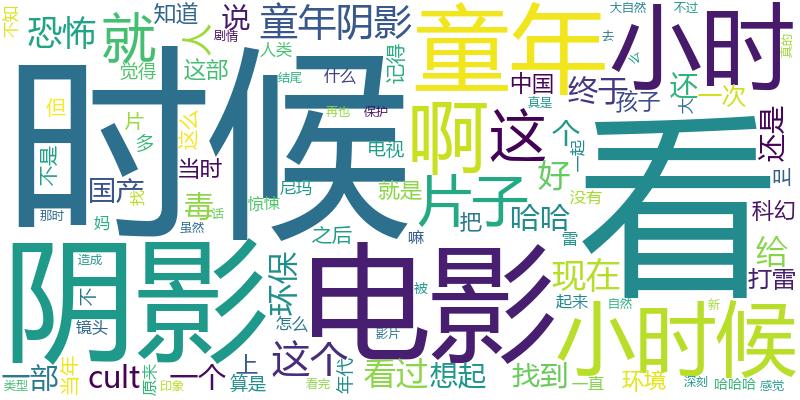 不知
恐怖
就
知道
说
童年阴影
童年
小时
大自然
不过
剧情
人
人类
觉得
这部
记得
去
么
时候
结尾
什么
中国
终于
还
真的
但
片
多
这么
再也
保护
啊
这
真是
孩子
大
一次
看
不是
当时
电视
个
一起
还是
国产
毒
找
惊悚
尼玛
就是
片子
好
没有
叫
那时
妈
虽然
话
之后
嘛
把
哈哈
雷
科幻
给
阴影
造成
不
环保
电影
被
现在
打雷
镜头
怎么
影片
起来
自然
新
小时候
一部
类型
当年
cult
原来
一个
印象
上
算是
这个
看完
年代
看过
想起
找到
一直
环境
深刻
哈哈哈
感觉